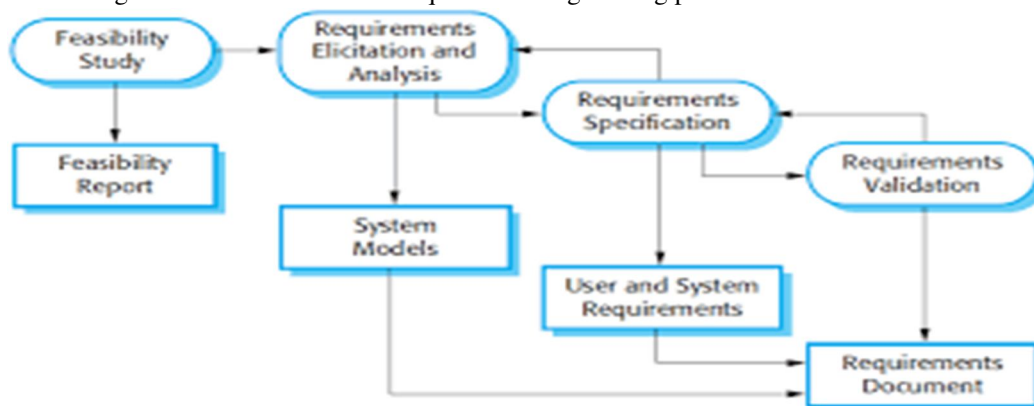 Feasibility
Study
Requirements
Elicitation and
Analysis
Requirements
Specification
Feasibility
Report
Requirements
Validation
System
Models
User and System
Requirements
Requirements
Document